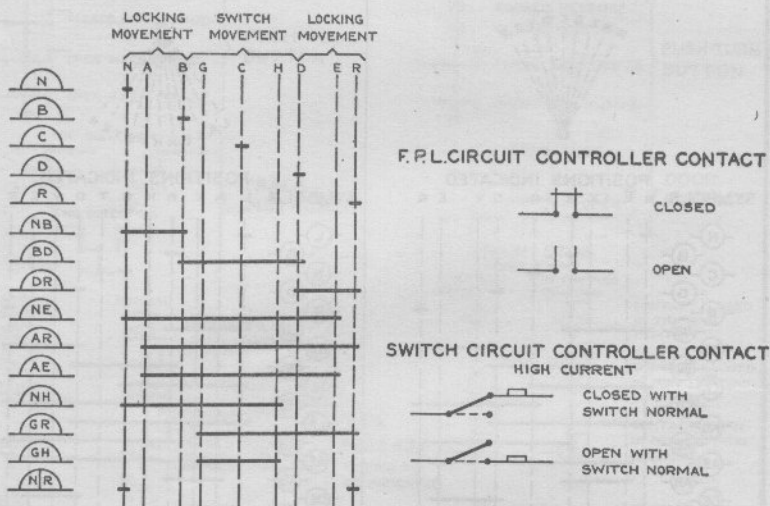 LOCKING SWITCH LOCKING
MOVEMENT MOVEMENT MOVEMENT
N A B G C H D E R
N
B
C
D
R
NB
BD
DR
NE
AR
AE
NH
GR
GH
N R
F.P.L. CIRCUIT CONTROLLER CONTACT
CLOSED
OPEN
SWITCH CIRCUIT CONTROLLER CONTACT
HIGH CURRENT
CLOSED WITH
SWITCH NORMAL
OPEN WITH
SWITCH NORMAL